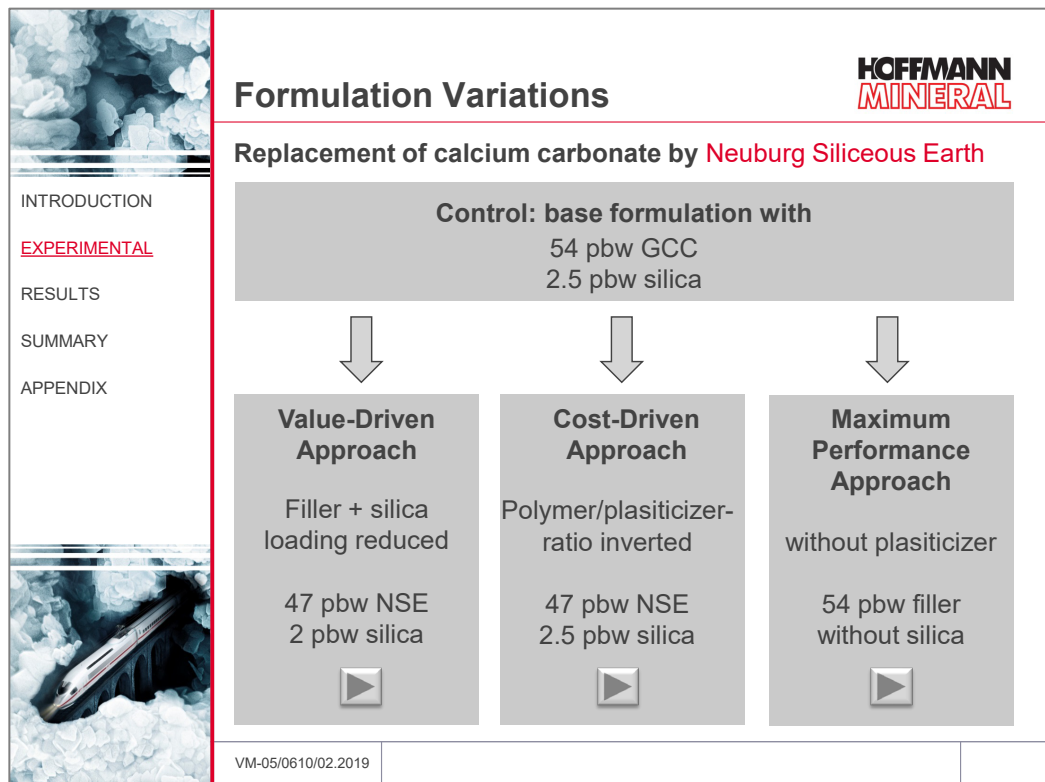 Formulation Variations
HOFFMANN
MINERAL
Replacement of calcium carbonate by Neuburg Siliceous Earth
INTRODUCTION
EXPERIMENTAL
RESULTS
SUMMARY
APPENDIX
Control: base formulation with
54 pbw GCC
2.5 pbw silica
Value-Driven
Approach
Filler + silica
loading reduced
47 pbw NSE
2 pbw silica
Cost-Driven
Approach
Polymer/plasiticizer-
ratio inverted
47 pbw NSE
2.5 pbw silica
Maximum
Performance
Approach
without plasiticizer
54 pbw filler
without silica
VM-05/0610/02.2019